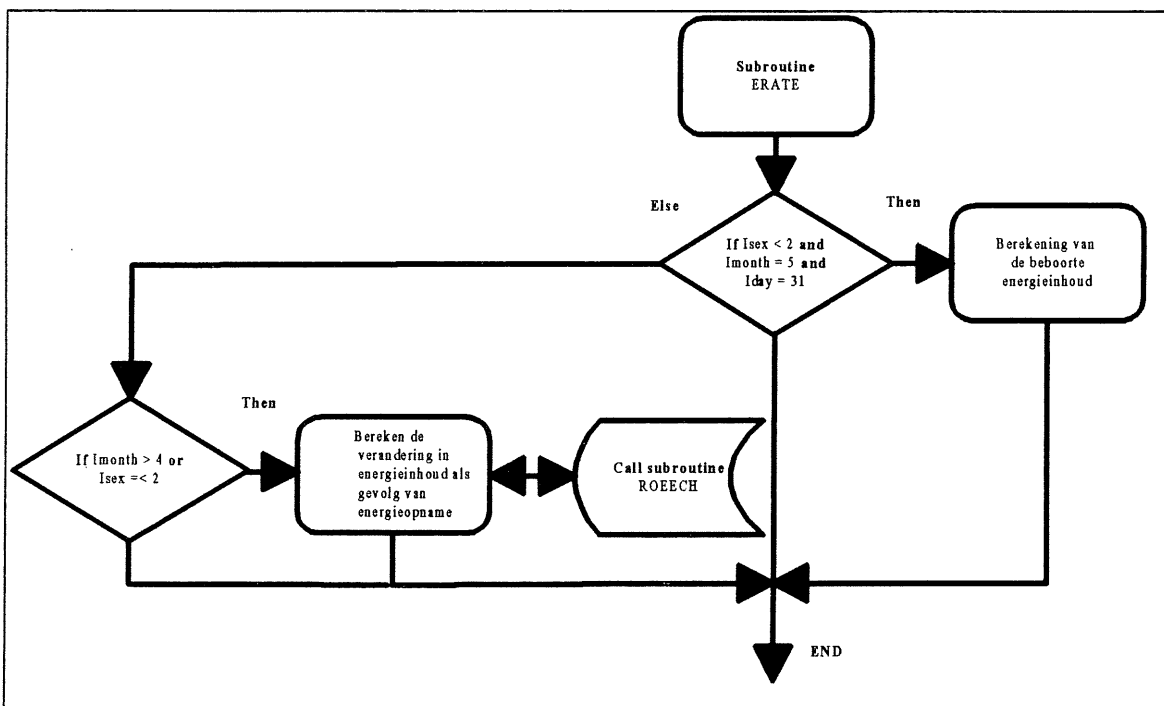 Subroutine
ERATE
Else
Then
If Isex < 2 and
Imonth = 5 and
Iday = 31
Berekening van
de beboorte
energieinhoud
Then
If Imonth > 4 or
Isex =< 2
Bereken de
verandering in
energieinhoud als
gevolg van
energieopname
Call subroutine
ROEECH
END